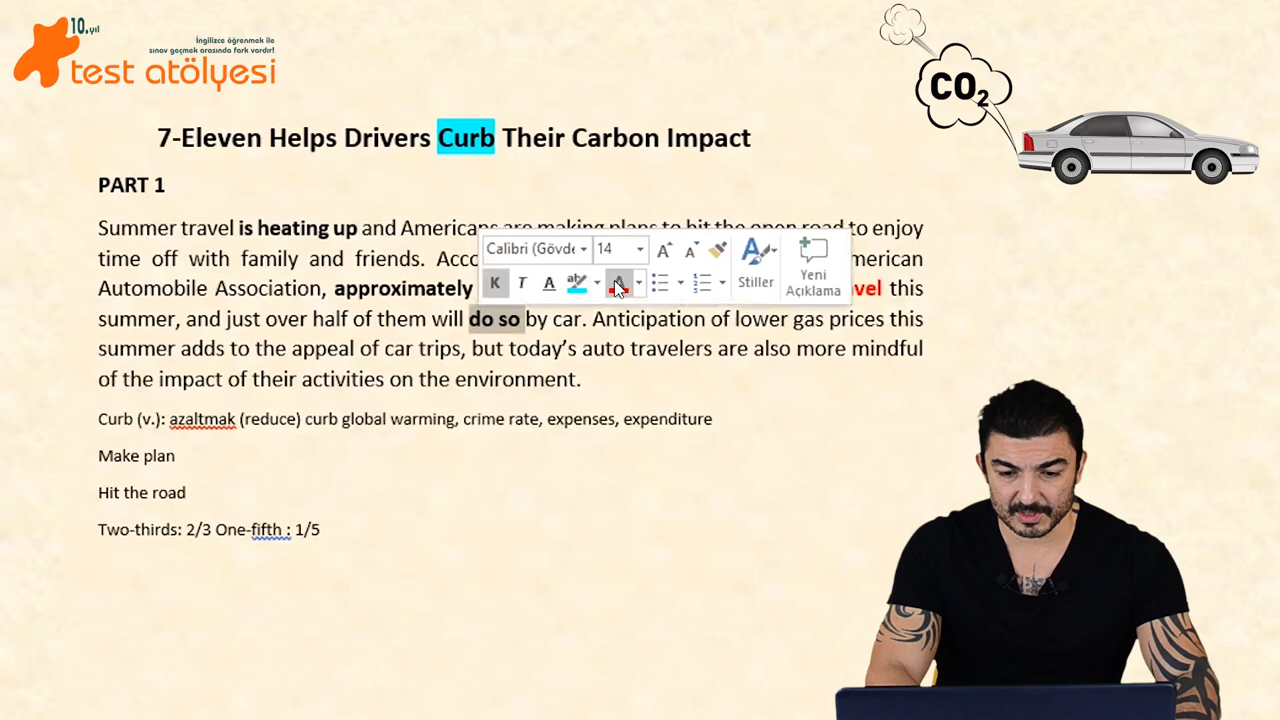 10.yıl
İngilizce öğrenmek ile
sınav geçmek arasında fark vardır!
test atölyesi
CO2
7-Eleven Helps Drivers Curb Their Carbon Impact
PART 1
Summer travel is heating up and Americans are making plans to hit the open road to enjoy
time off with family and friends. Acco merican
Automobile Association, approximately vel this
summer, and just over half of them will do so by car. Anticipation of lower gas prices this
summer adds to the appeal of car trips, but today's auto travelers are also more mindful
of the impact of their activities on the environment.
Calibri (Gövde 14
K T A Stiller Yeni
Açıklama
Curb (v.): azaltmak (reduce) curb global warming, crime rate, expenses, expenditure
Make plan
Hit the road
Two-thirds: 2/3 One-fifth : 1/5